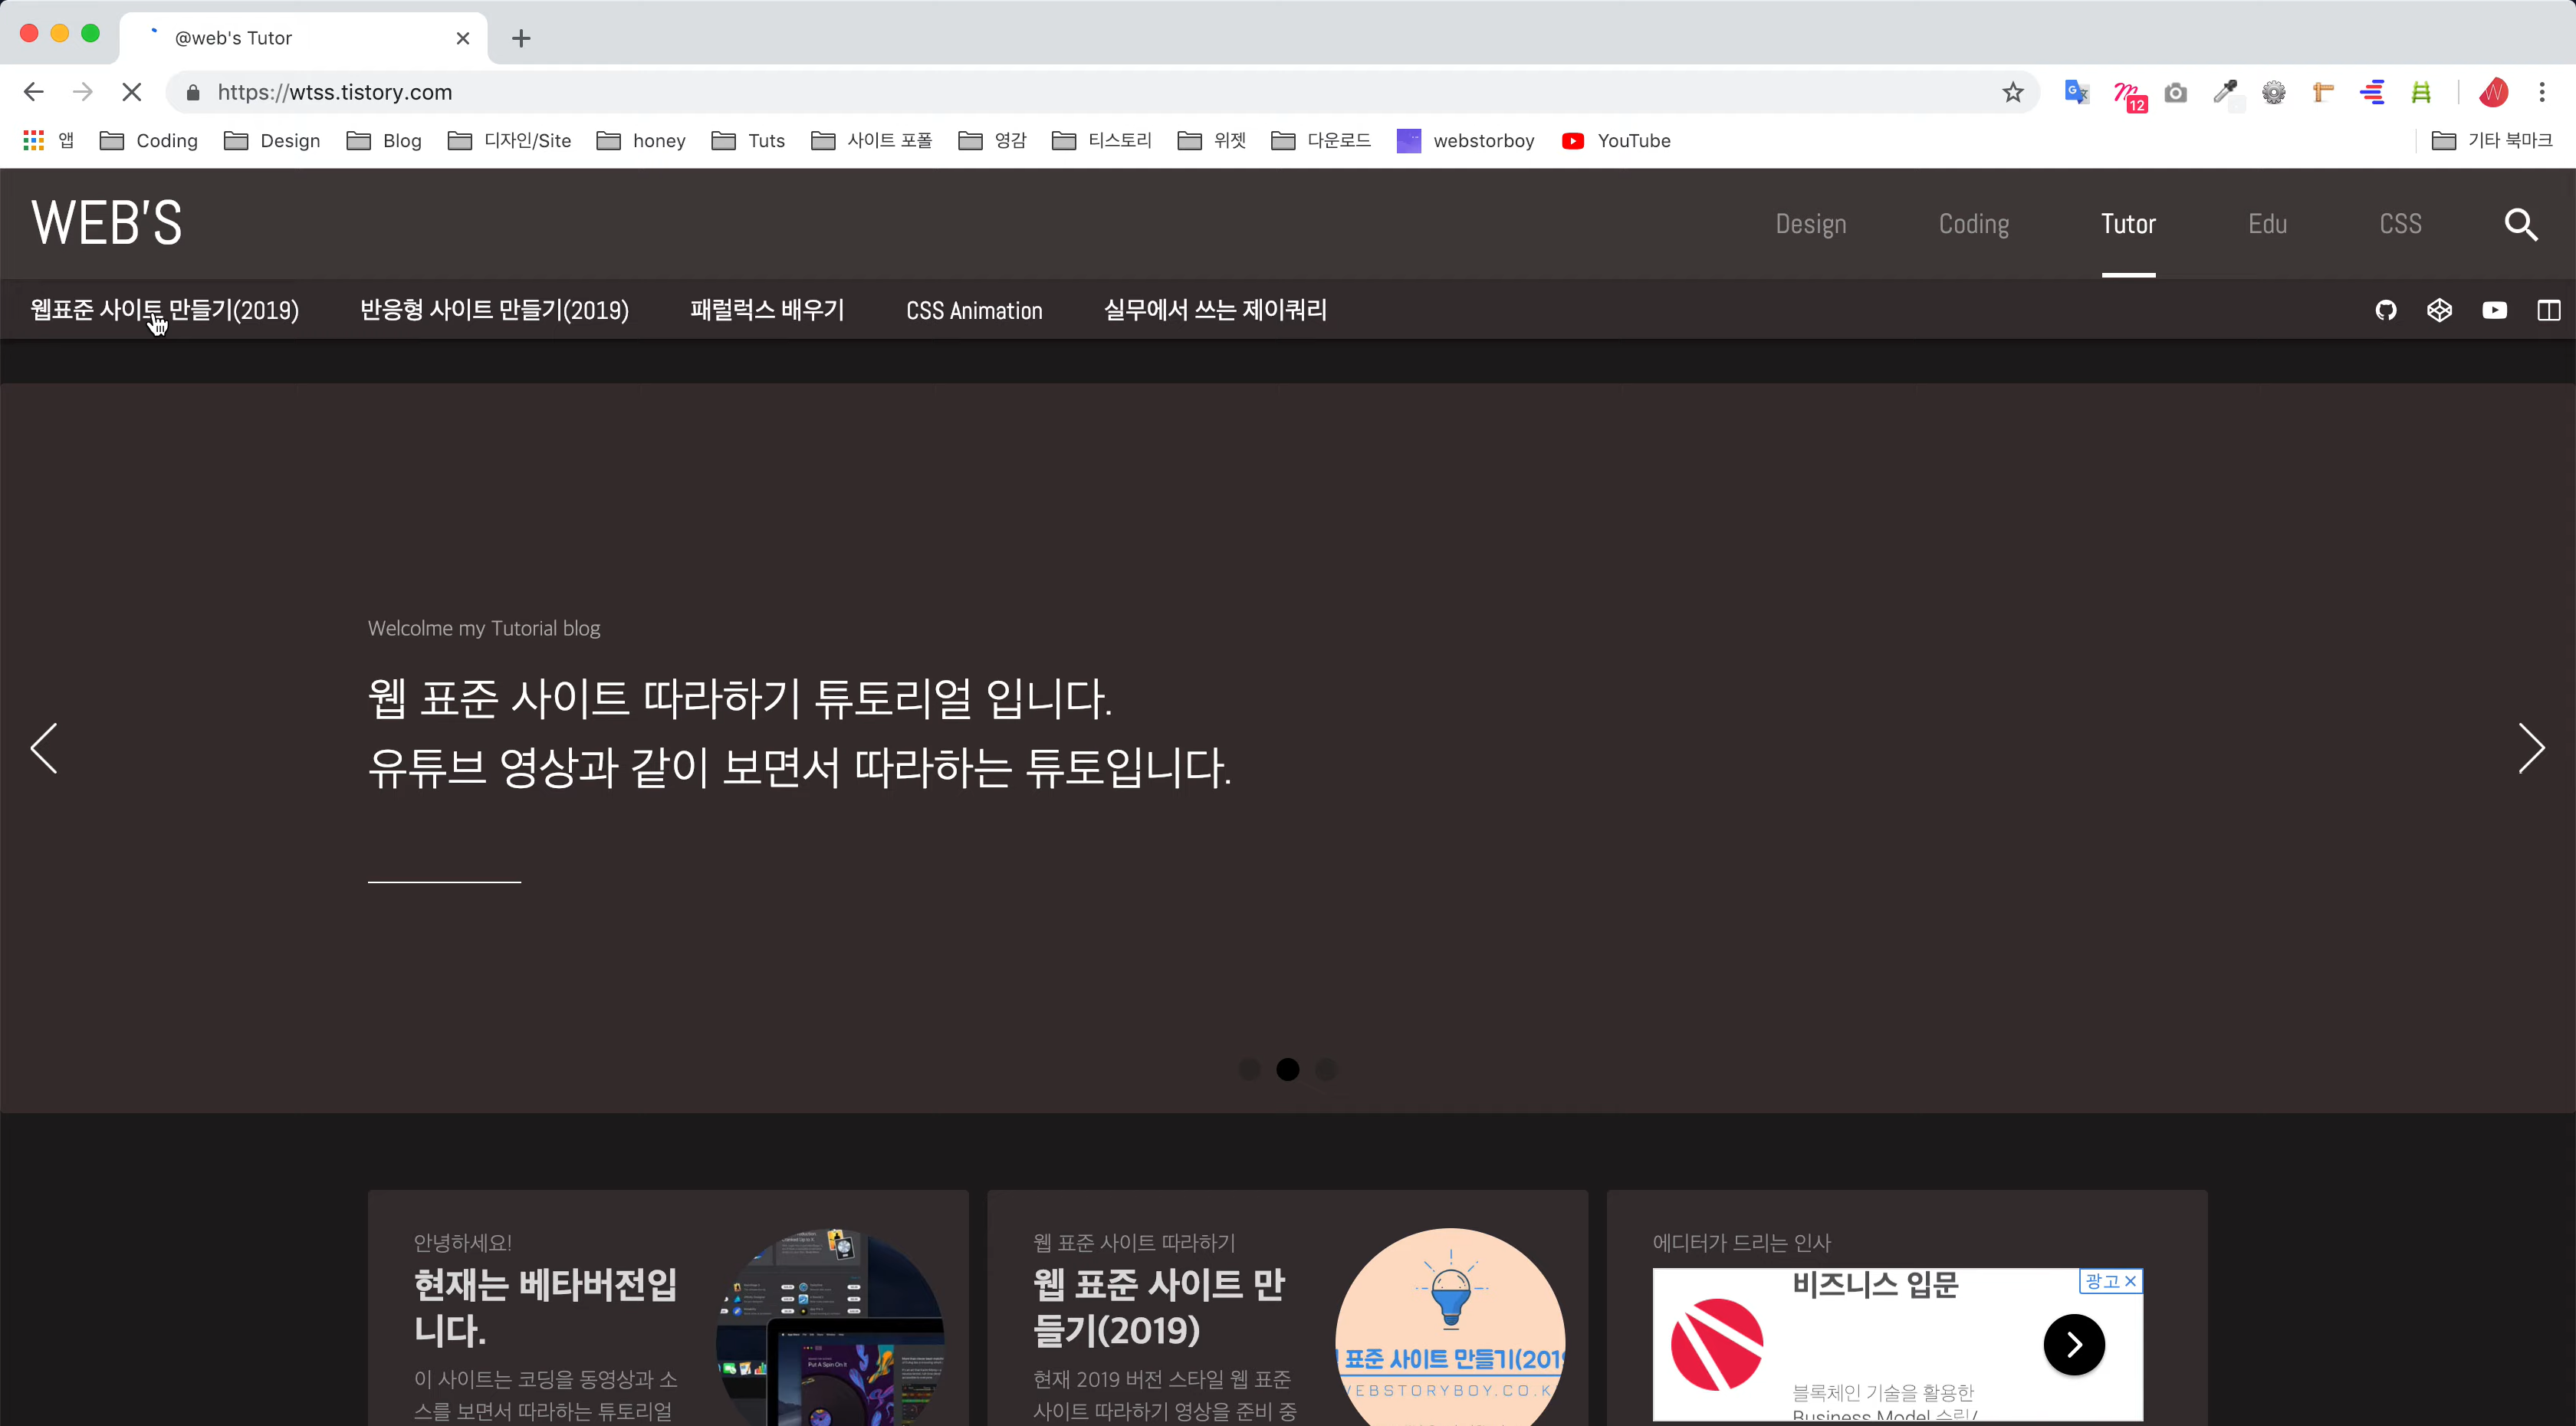 @web's Tutor
https://wtss.tistory.com
12
앱 Coding Design Blog 디자인/Site honey Tuts 사이트 포폴 영감 티스토리 위젯 다운로드 webstorboy YouTube 기타 북마크
WEB'S
Design Coding Tutor Edu CSS
웹표준 사이트 만들기(2019) 반응형 사이트 만들기(2019) 패럴럭스 배우기 CSS Animation 실무에서 쓰는 제이쿼리
Welcolme my Tutorial blog
웹 표준 사이트 따라하기 튜토리얼 입니다.
유튜브 영상과 같이 보면서 따라하는 튜토입니다.
안녕하세요!
현재는 베타버전입
니다.
이 사이트는 코딩을 동영상과 소
스를 보면서 따라하는 튜토리얼
Put A Spin On It
웹 표준 사이트 따라하기
웹 표준 사이트 만
들기(2019)
현재 2019 버전 스타일 웹 표준
사이트 따라하기 영상을 준비 중
표준 사이트 만들기(201
EBSTORYBOY.CO.K
에디터가 드리는 인사
비즈니스 입문
광고
블록체인 기술을 활용한
Business Model 수립/